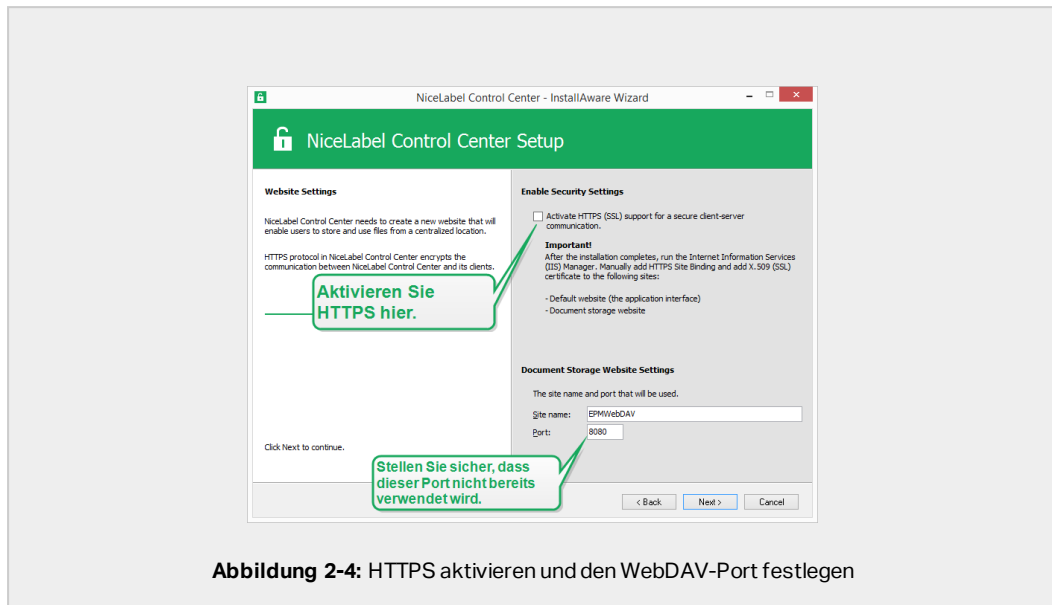 NiceLabel Control Center - InstallAware Wizard
NiceLabel Control Center Setup
Website Settings
NiceLabel Control Center needs to create a new website that will
enable users to store and use files from a centralized location.
HTTPS protocol in NiceLabel Control Center encrypts the
communication between NiceLabel Control Center and its clients.
Aktivieren Sie
HTTPS hier.
Click Next to continue.
Enable Security Settings
Activate HTTPS (SSL) support for a secure client-server
communication.
Important!
After the installation completes, run the Internet Information Services
(IIS) Manager. Manually add HTTPS Site Binding and add X.509 (SSL)
certificate to the following sites:
- Default website (the application interface)
- Document storage website
Document Storage Website Settings
The site name and port that will be used.
Site name: EPMWebDAV
Port: 8080
Stellen Sie sicher, dass
dieser Port nicht bereits
verwendet wird.
< Back Next > Cancel
Abbildung 2-4: HTTPS aktivieren und den WebDAV-Port festlegen